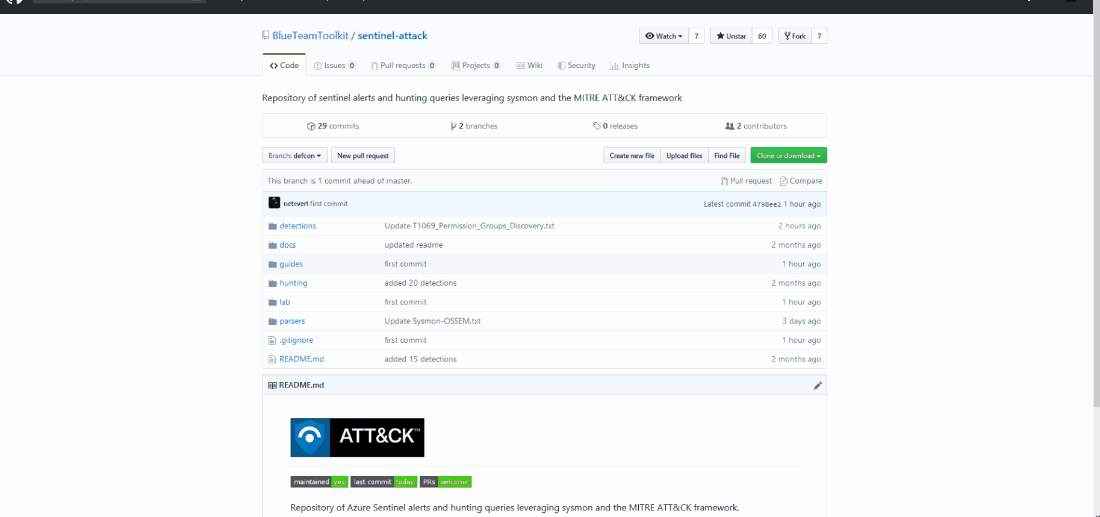 BlueTeamToolkit / sentinel-attack
Watch 7 Unstar 60 Fork 7
Code Issues 0 Pull requests 0 Projects 0 Wiki Security Insights
Repository of sentinel alerts and hunting queries leveraging sysmon and the MITRE ATT&CK framework
29 commits 2 branches 0 releases 2 contributors
Branch: defcon New pull request Create new file Upload files Find File Clone or download
This branch is 1 commit ahead of master. Pull request Compare
netevert first commit Latest commit 4798ee2 1 hour ago
detections Update T1069_Permission_Groups_Discovery.txt 2 hours ago
docs updated readme 2 months ago
guides first commit 1 hour ago
hunting added 20 detections 2 months ago
lab first commit 1 hour ago
parsers Update Sysmon-OSSEM.txt 3 days ago
.gitignore first commit 1 hour ago
README.md added 15 detections 2 months ago
README.md
ATT&CK™
maintained yes last commit today PRs welcome
Repository of Azure Sentinel alerts and hunting queries leveraging sysmon and the MITRE ATT&CK framework.